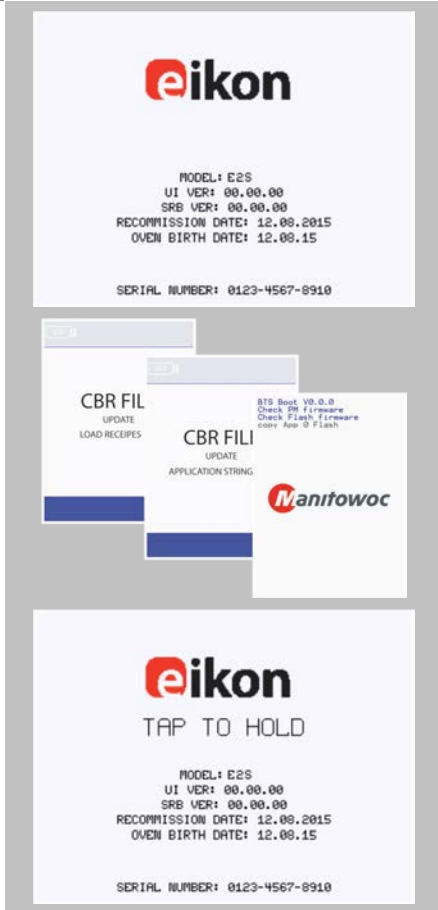 eikon
MODEL: E2S
UI VER: 00.00.00
SRB VER: 00.00.00
RECOMMISSION DATE: 12.08.2015
OVEN BIRTH DATE: 12.08.15
SERIAL NUMBER: 0123-4567-8910
CBR FIL
UPDATE
LOAD RECEIPES
CBR FIL
UPDATE
APPLICATION STRING
BTS Boot V0.0.0
Check PM firmware
Check Flash firmware
copy App 0 Flash
Manitowoc
eikon
TAP TO HOLD
MODEL: E2S
UI VER: 00.00.00
SRB VER: 00.00.00
RECOMMISSION DATE: 12.08.2015
OVEN BIRTH DATE: 12.08.15
SERIAL NUMBER: 0123-4567-8910